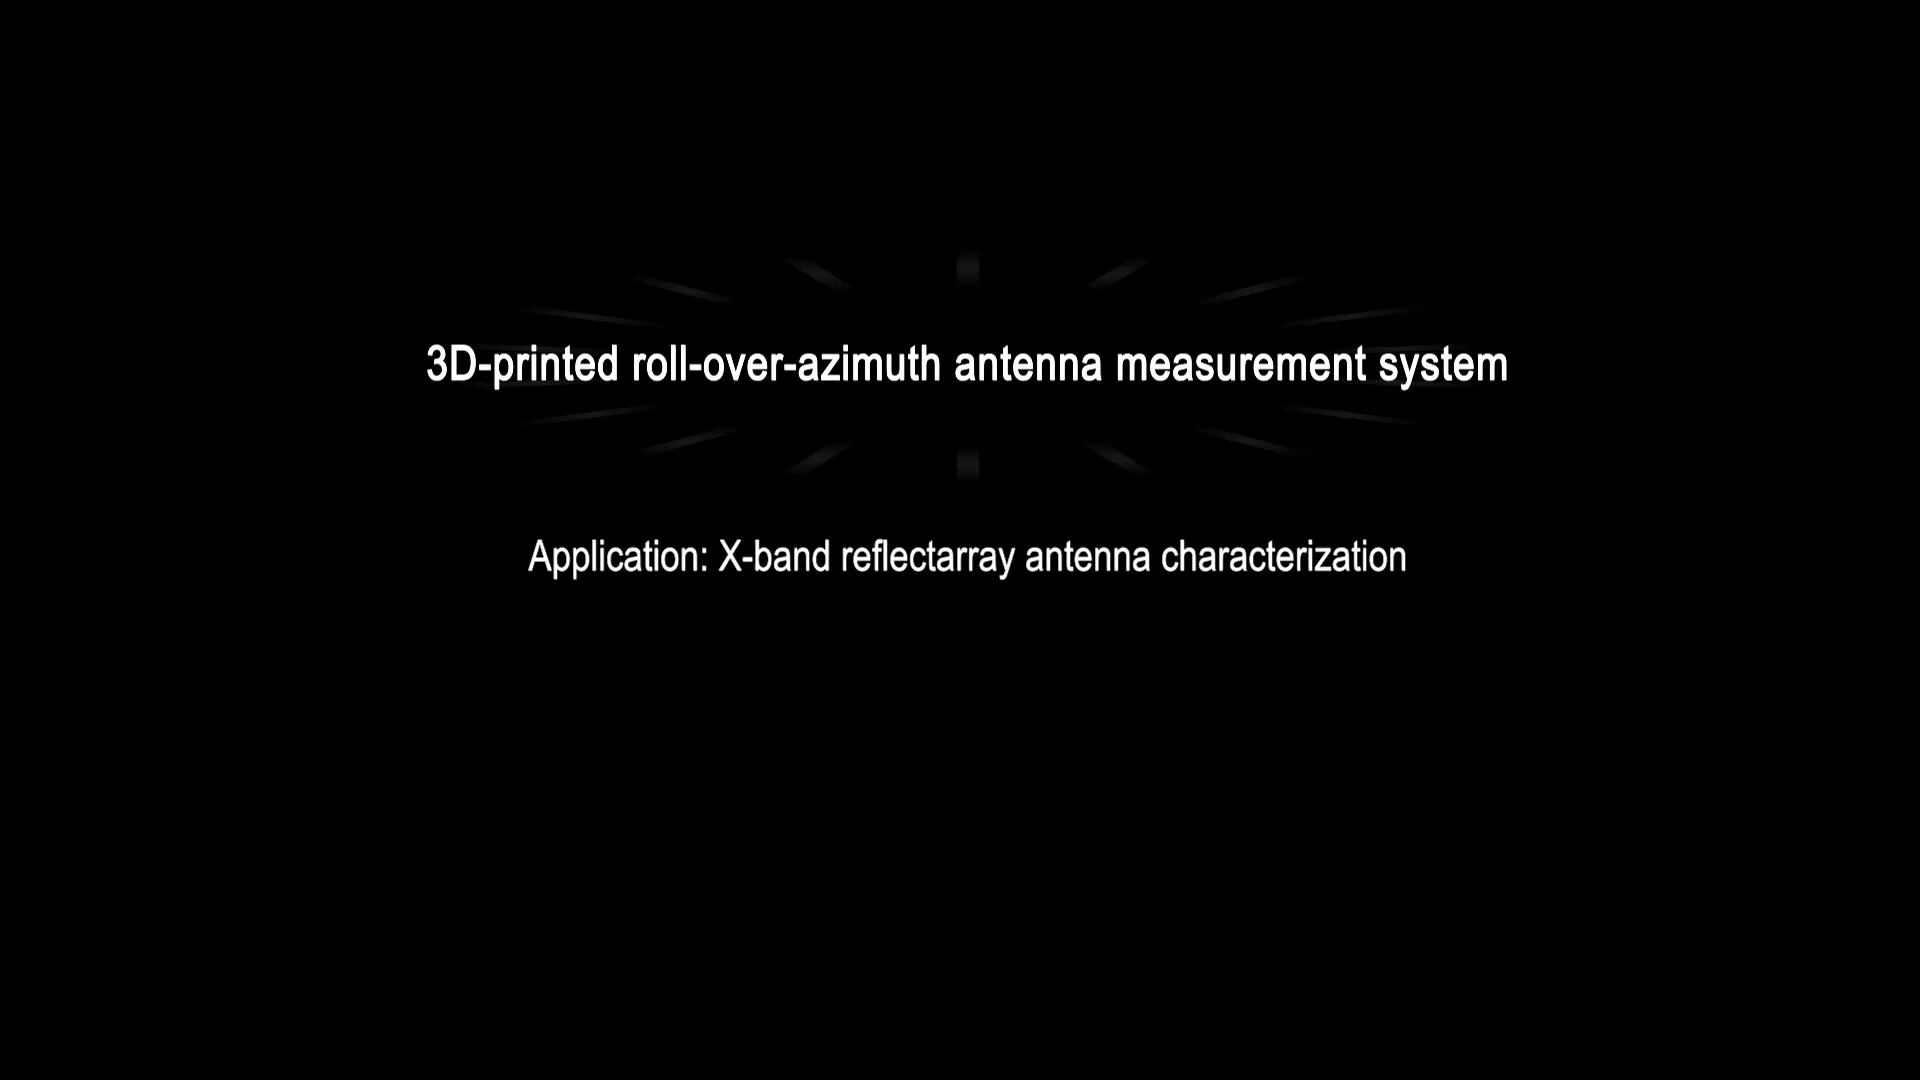 3D-printed roll-over-azimuth antenna measurement system
Application: X-band reflectarray antenna characterization